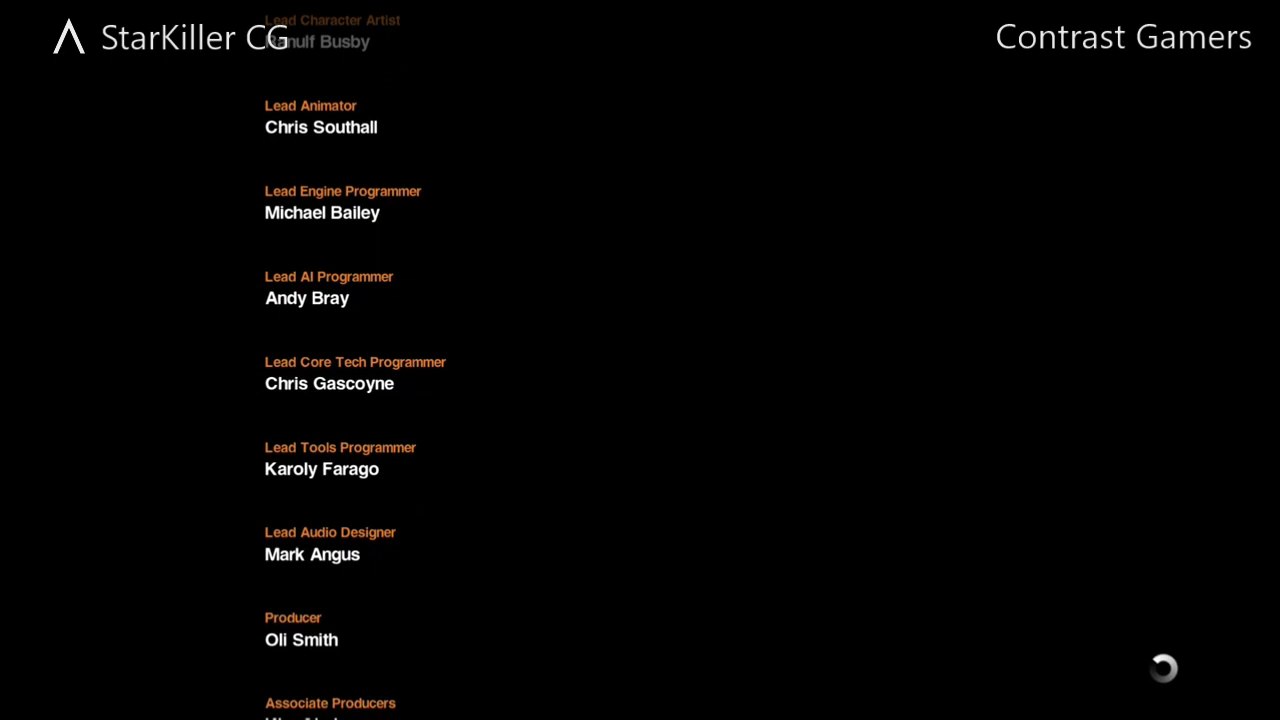 Lead Character Artist
Ranulf Busby
StarKiller CG
Contrast Gamers
Lead Animator
Chris Southall
Lead Engine Programmer
Michael Bailey
Lead AI Programmer
Andy Bray
Lead Core Tech Programmer
Chris Gascoyne
Lead Tools Programmer
Karoly Farago
Lead Audio Designer
Mark Angus
Producer
Oli Smith
Associate Producers